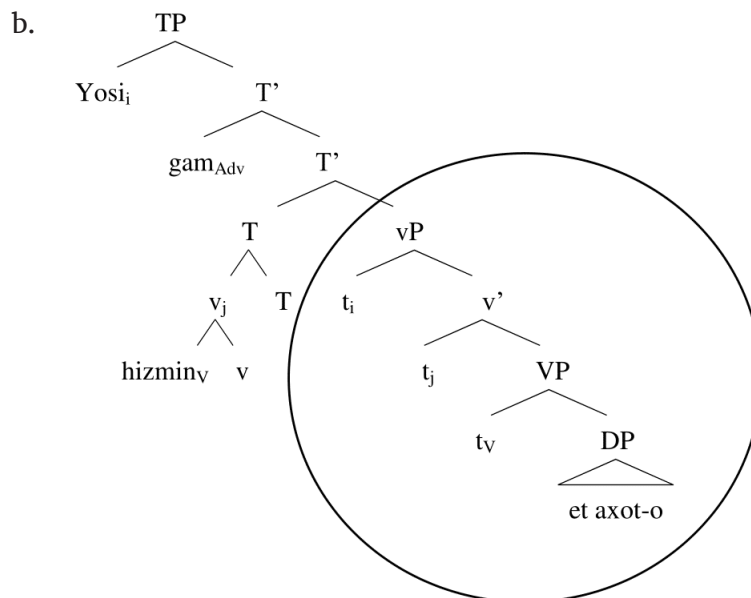 b.
TP
Yosiᵢ T’
gam_Adv T’
T vP
vⱼ T tᵢ v’
hizmin_V v tⱼ VP
t_V DP
et axot-o